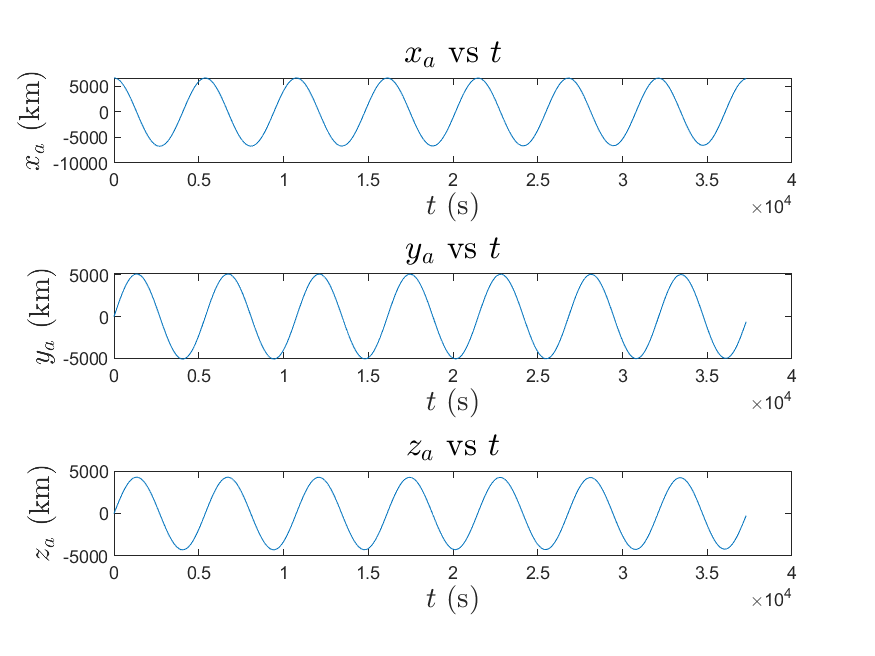 x_a vs t
x_a (km)
5000
0
-5000
-10000
0 0.5 1 1.5 2 2.5 3 3.5 4
t (s)
×10^4
y_a vs t
y_a (km)
5000
0
-5000
0 0.5 1 1.5 2 2.5 3 3.5 4
t (s)
×10^4
z_a vs t
z_a (km)
5000
0
-5000
0 0.5 1 1.5 2 2.5 3 3.5 4
t (s)
×10^4